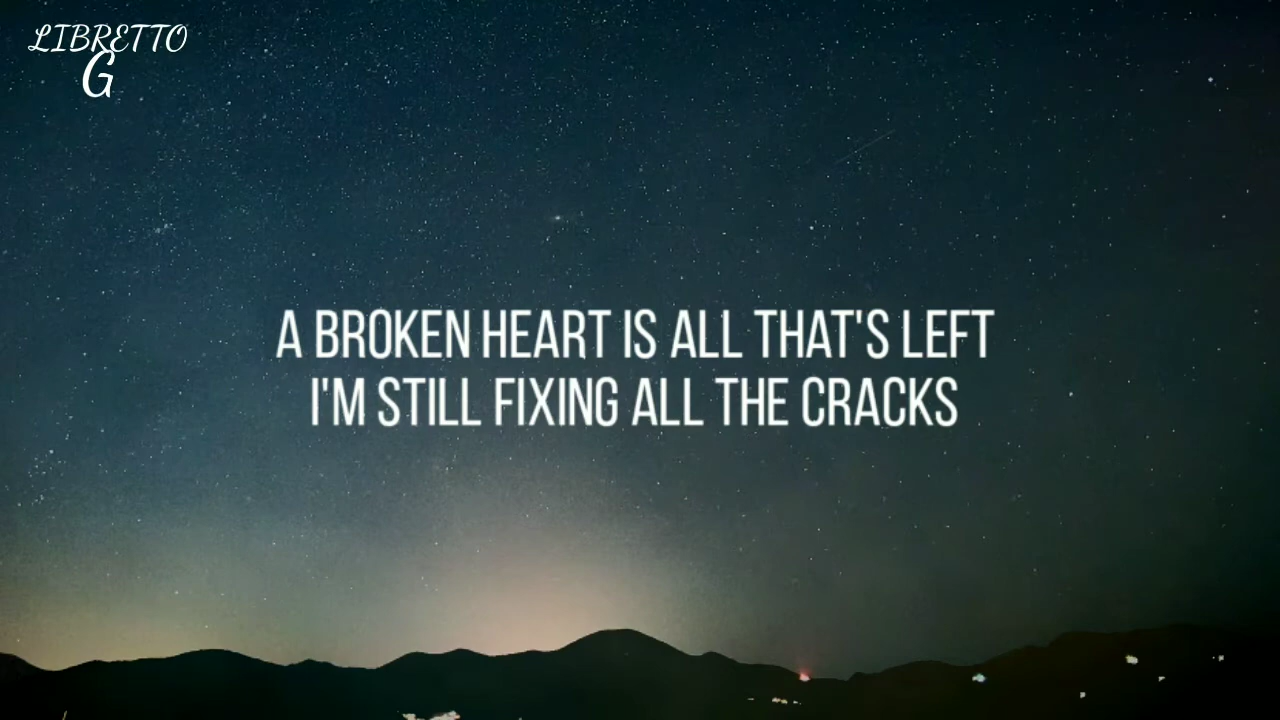 LIBRETTO
G
A BROKEN HEART IS ALL THAT'S LEFT
I'M STILL FIXING ALL THE CRACKS